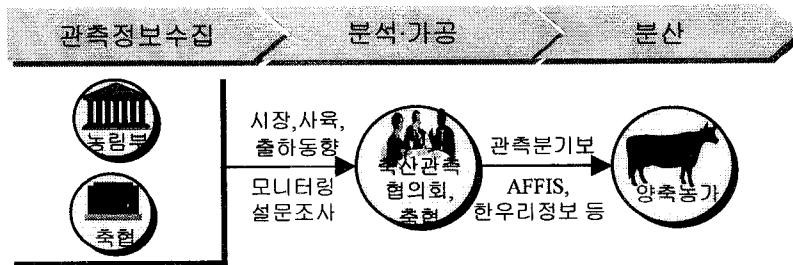 관측정보수집
분석·가공
분산
농림부
축협
시장,사육,
출하동향
모니터링
설문조사
축산관측
협의회,
축협
관측분기보
AFFIS,
한우리정보 등
양축농가